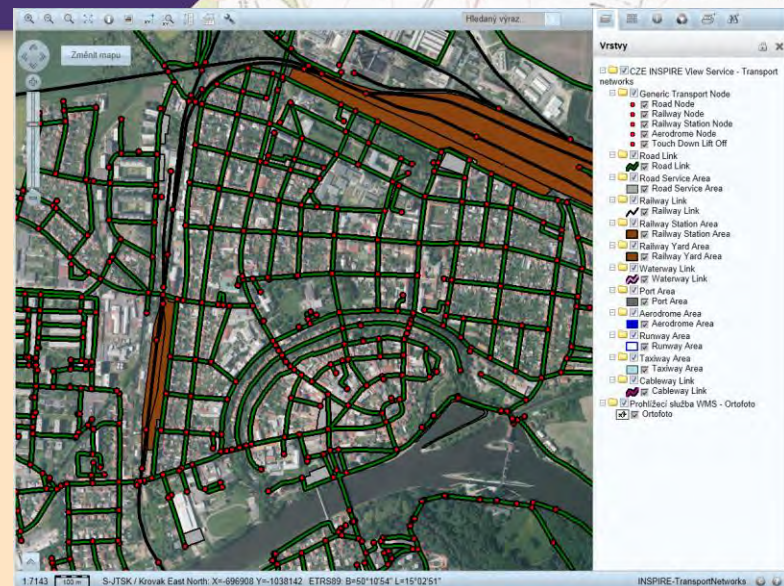 Hledaný výraz...
Změnit mapu
Vrstvy
CZE INSPIRE View Service - Transport
networks
Generic Transport Node
Road Node
Railway Node
Railway Station Node
Aerodrome Node
Touch Down Lift Off
Road Link
Road Link
Road Service Area
Road Service Area
Railway Link
Railway Link
Railway Station Area
Railway Station Area
Railway Yard Area
Railway Yard Area
Waterway Link
Waterway Link
Port Area
Port Area
Aerodrome Area
Aerodrome Area
Runway Area
Runway Area
Taxiway Area
Taxiway Area
Cableway Link
Cableway Link
Prohlížecí služba WMS - Ortofoto
Ortofoto
1:7143 100 m S-JTSK / Krovak East North: X=-696908 Y=-1038142 ETRS89: B=50°10'54" L=15°02'51" INSPIRE-TransportNetworks